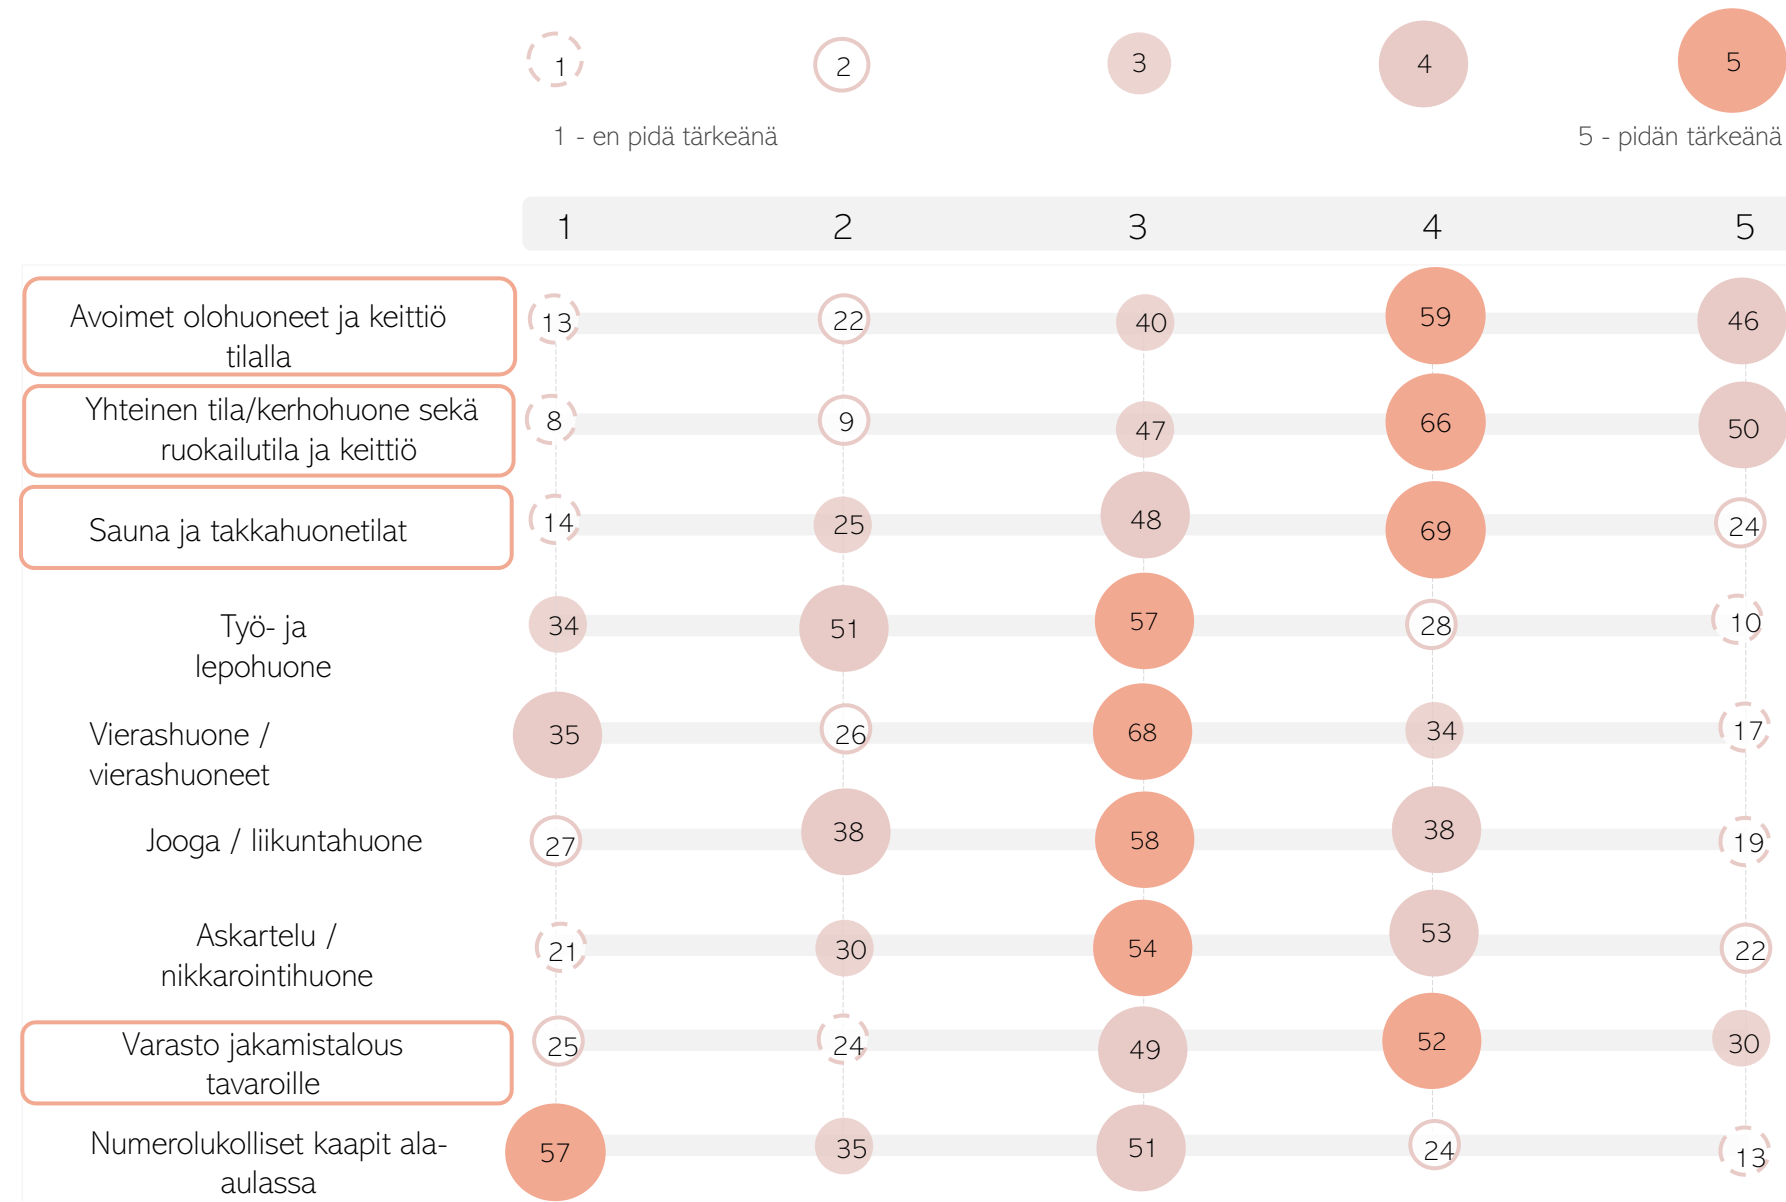 1 2 3 4 5
1 - en pidä tärkeänä 5 - pidän tärkeänä
1 2 3 4 5
Avoimet olohuoneet ja keittiö
tilalla
13 22 40 59 46
Yhteinen tila/kerhohuone sekä
ruokailutila ja keittiö
8 9 47 66 50
Sauna ja takkahuonetilat
14 25 48 69 24
Työ- ja
lepohuone
34 51 57 28 10
Vierashuone /
vierashuoneet
35 26 68 34 17
Jooga / liikuntahuone
27 38 58 38 19
Askartelu /
nikkarointihuone
21 30 54 53 22
Varasto jakamistalous
tavaroille
25 24 49 52 30
Numerolukolliset kaapit ala-
aulassa
57 35 51 24 13